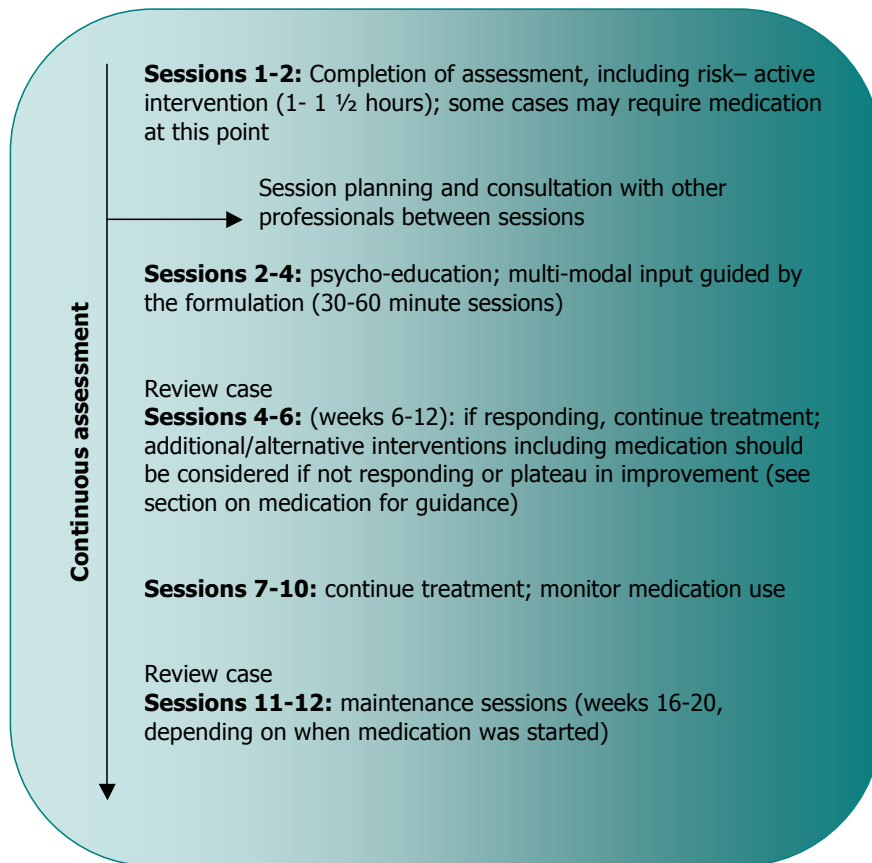 Sessions 1-2: Completion of assessment, including risk– active
intervention (1- 1 ½ hours); some cases may require medication
at this point
Session planning and consultation with other
professionals between sessions
Sessions 2-4: psycho-education; multi-modal input guided by
the formulation (30-60 minute sessions)
Continuous assessment
Review case
Sessions 4-6: (weeks 6-12): if responding, continue treatment;
additional/alternative interventions including medication should
be considered if not responding or plateau in improvement (see
section on medication for guidance)
Sessions 7-10: continue treatment; monitor medication use
Review case
Sessions 11-12: maintenance sessions (weeks 16-20,
depending on when medication was started)